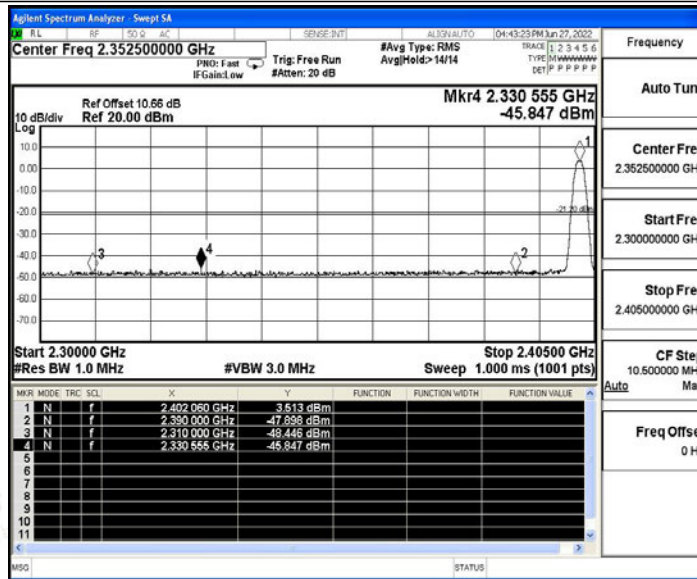 Agilent Spectrum Analyzer - Swept SA
RL RF 50 Ω AC SENSE:INT ALIGN AUTO 04:43:23 PM Jun 27, 2022
Center Freq 2.352500000 GHz
PNO: Fast
IFGain:Low
Trig: Free Run
#Atten: 20 dB
#Avg Type: RMS
Avg|Hold:> 14/14
TRACE 1 2 3 4 5 6
TYPE MWWWWW
DET P P P P P P
Mkr4 2.330 555 GHz
-45.847 dBm
Ref Offset 10.66 dB
10 dB/div Ref 20.00 dBm
Log
10.0
0.00
-10.0
-20.0
-30.0
-40.0
-50.0
-60.0
-70.0
1
-21.20 dBm
3
4
2
Start 2.30000 GHz Stop 2.40500 GHz
#Res BW 1.0 MHz #VBW 3.0 MHz Sweep 1.000 ms (1001 pts)
MKR MODE TRC SCL X Y FUNCTION FUNCTION WIDTH FUNCTION VALUE
1 N f 2.402 060 GHz 3.513 dBm
2 N f 2.390 000 GHz -47.898 dBm
3 N f 2.310 000 GHz -48.446 dBm
4 N f 2.330 555 GHz -45.847 dBm
5
6
7
8
9
10
11
MSG STATUS
Frequency
Auto Tun
Center Fre
2.352500000 GH
Start Fre
2.300000000 GH
Stop Fre
2.405000000 GH
CF Ste
10.500000 MH
Auto Ma
Freq Offse
0 H